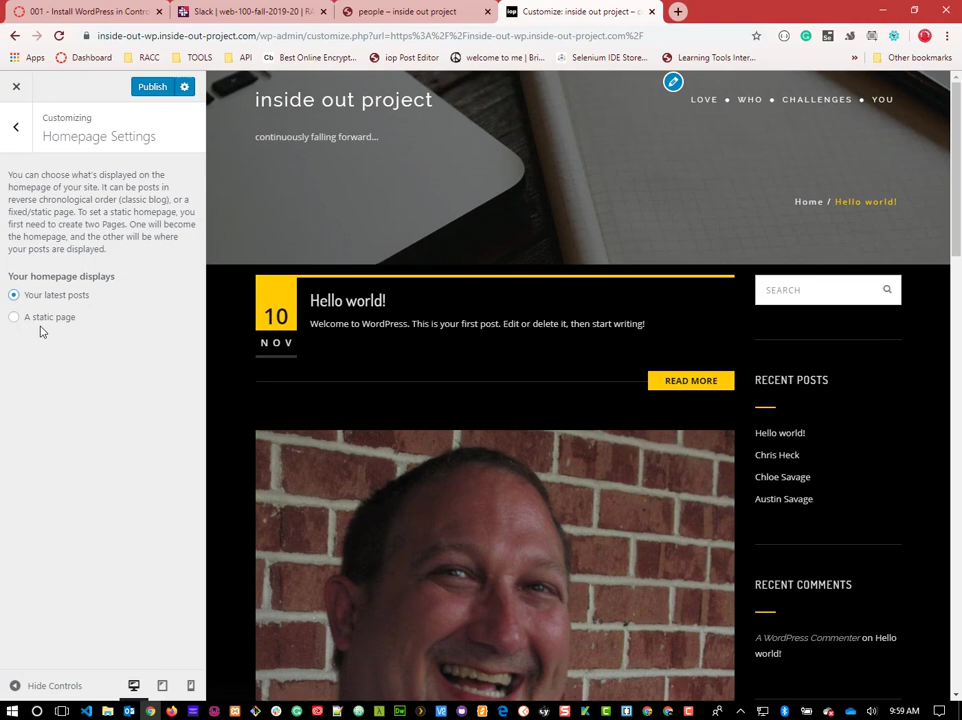 001 - Install WordPress in Contro
Slack | web-100-fall-2019-20 | RA
people – inside out project
Customize: inside out project – c
inside-out-wp.inside-out-project.com/wp-admin/customize.php?url=https%3A%2F%2Finside-out-wp.inside-out-project.com%2F
Apps
Dashboard
RACC
TOOLS
API
Best Online Encrypt...
iop Post Editor
welcome to me | Bri...
Selenium IDE Store...
Learning Tools Inter...
»
Other bookmarks
Publish
Customizing
Homepage Settings
You can choose what's displayed on the
homepage of your site. It can be posts in
reverse chronological order (classic blog), or a
fixed/static page. To set a static homepage, you
first need to create two Pages. One will become
the homepage, and the other will be where
your posts are displayed.
Your homepage displays
Your latest posts
A static page
Hide Controls
inside out project
continuously falling forward...
LOVE
WHO
CHALLENGES
YOU
Home / Hello world!
10
NOV
Hello world!
Welcome to WordPress. This is your first post. Edit or delete it, then start writing!
READ MORE
SEARCH
RECENT POSTS
Hello world!
Chris Heck
Chloe Savage
Austin Savage
RECENT COMMENTS
A WordPress Commenter on Hello
world!
9:59 AM